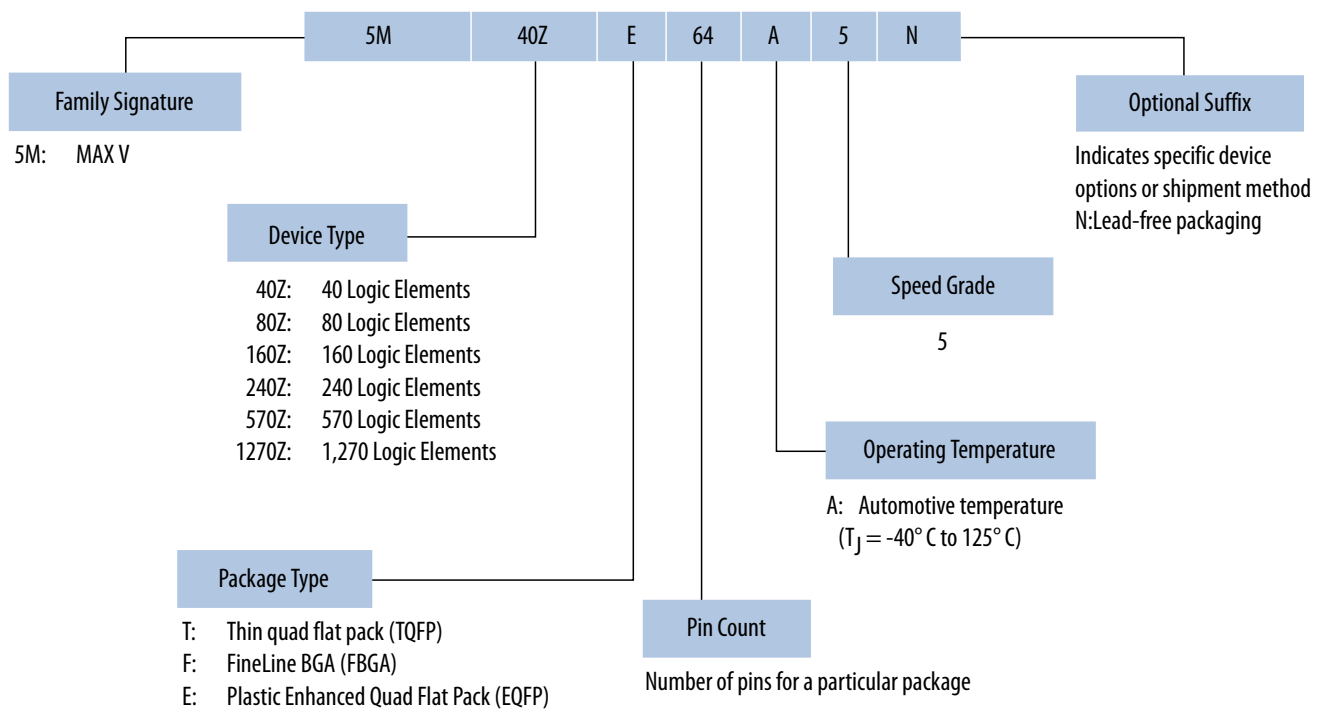 5M 40Z E 64 A 5 N
Family Signature
5M: MAX V
Optional Suffix
Indicates specific device
options or shipment method
N:Lead-free packaging
Device Type
40Z: 40 Logic Elements
80Z: 80 Logic Elements
160Z: 160 Logic Elements
240Z: 240 Logic Elements
570Z: 570 Logic Elements
1270Z: 1,270 Logic Elements
Speed Grade
5
Operating Temperature
A: Automotive temperature
(TJ = -40° C to 125° C)
Package Type
T: Thin quad flat pack (TQFP)
F: FineLine BGA (FBGA)
E: Plastic Enhanced Quad Flat Pack (EQFP)
Pin Count
Number of pins for a particular package